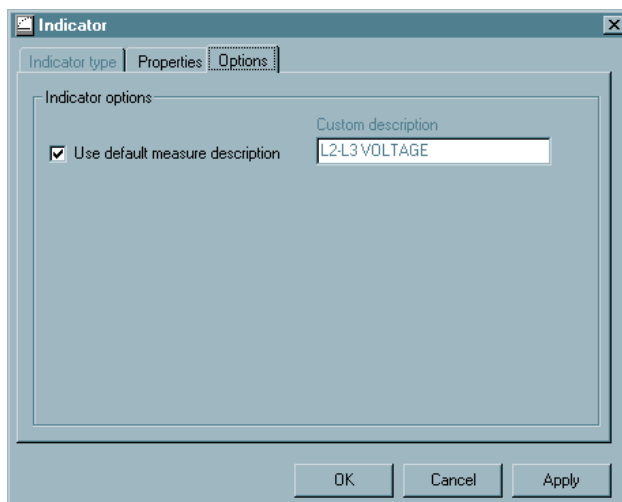 Indicator
Indicator type Properties Options
Indicator options
Custom description
Use default measure description L2-L3 VOLTAGE
OK Cancel Apply